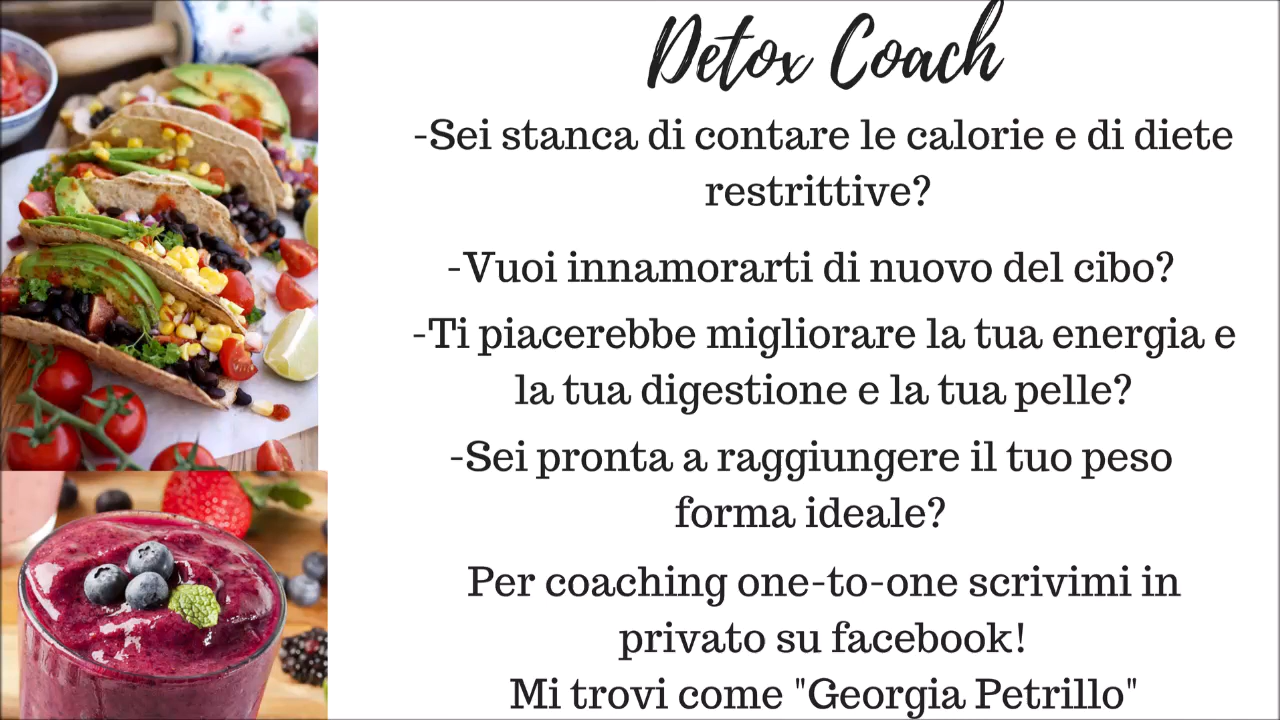 Detox Coach
-Sei stanca di contare le calorie e di diete
restrittive?
-Vuoi innamorarti di nuovo del cibo?
-Ti piacerebbe migliorare la tua energia e
la tua digestione e la tua pelle?
-Sei pronta a raggiungere il tuo peso
forma ideale?
Per coaching one-to-one scrivimi in
privato su facebook!
Mi trovi come "Georgia Petrillo"